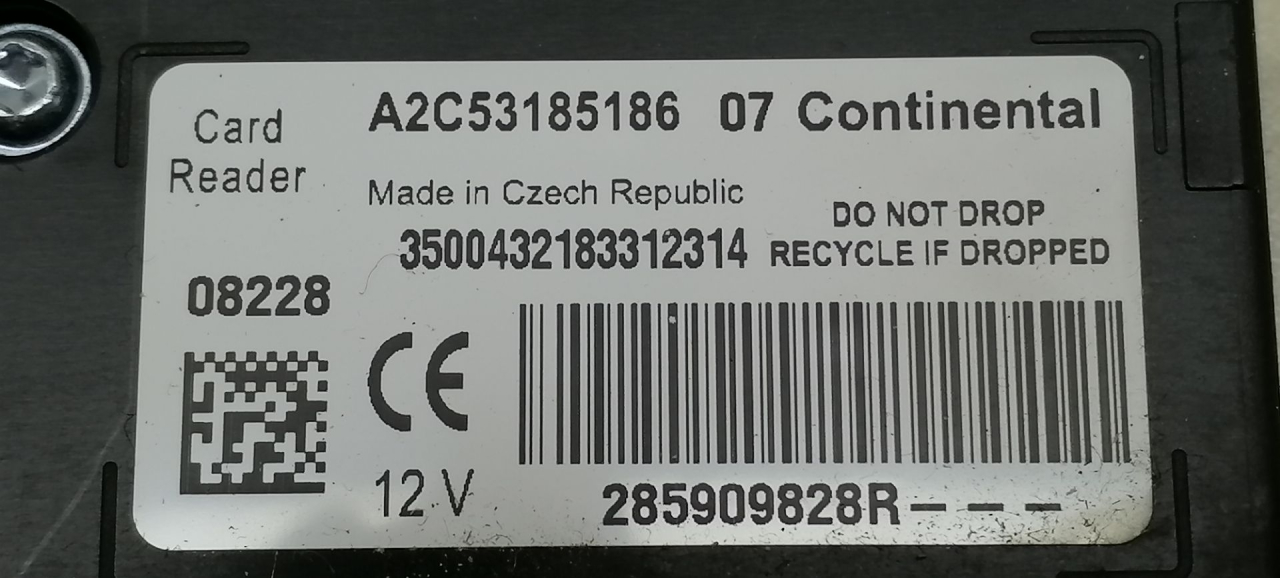 Card
Reader
A2C53185186 07 Continental
Made in Czech Republic
3500432183312314
DO NOT DROP
RECYCLE IF DROPPED
08228
CE
12 V
285909828R- - -